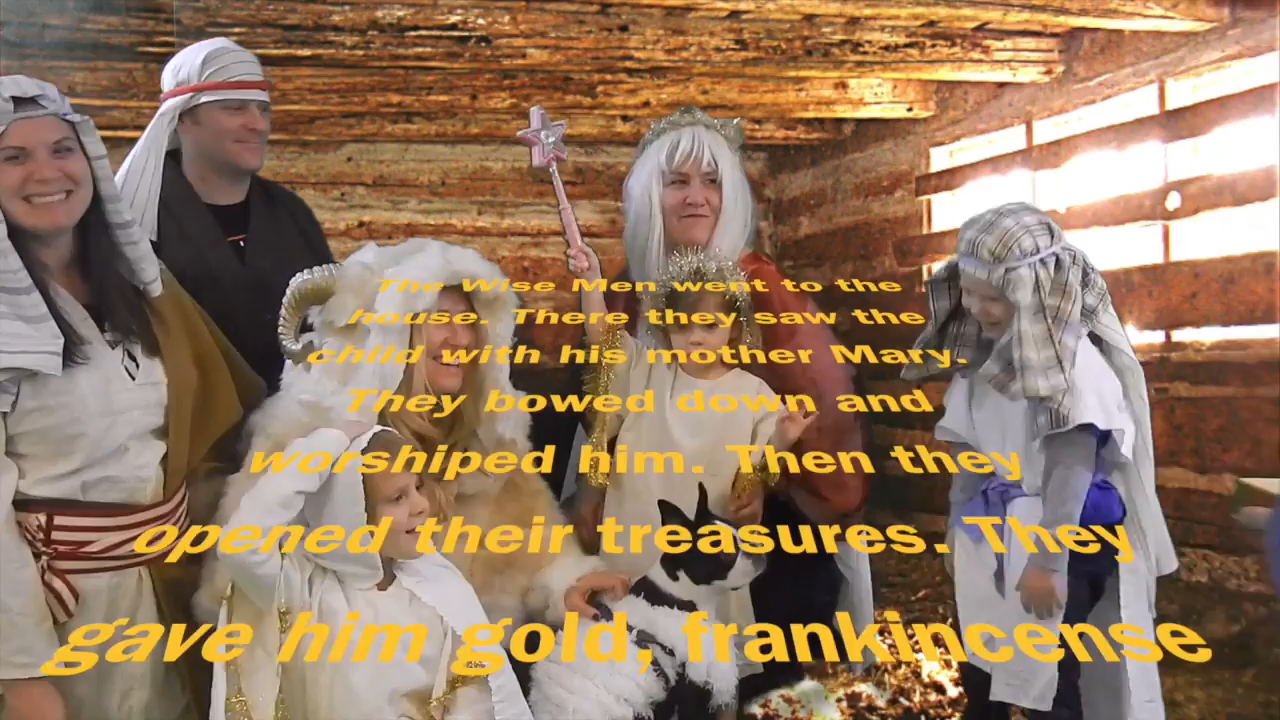 The Wise Men went to the
house. There they saw the
child with his mother Mary.
They bowed down and
worshiped him. Then they
opened their treasures. They
gave him gold, frankincense